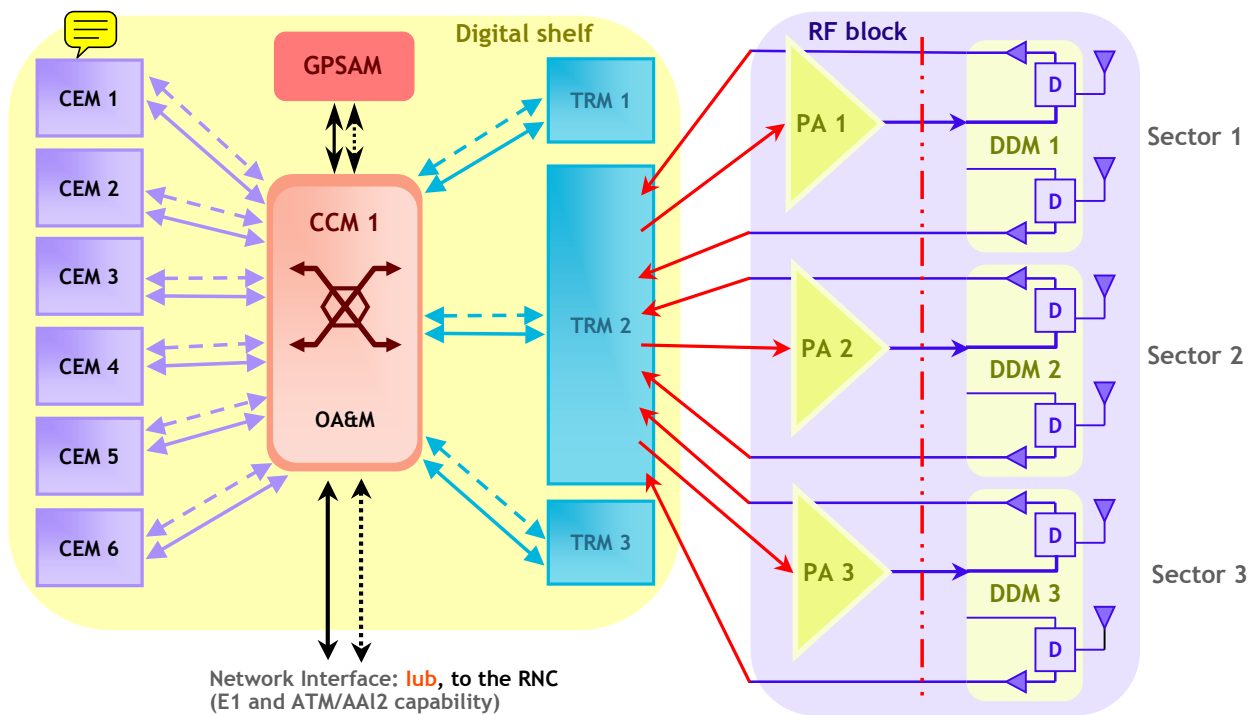 Digital shelf
RF block
CEM 1
CEM 2
CEM 3
CEM 4
CEM 5
CEM 6
GPSAM
CCM 1
OA&M
TRM 1
TRM 2
TRM 3
PA 1
PA 2
PA 3
D
DDM 1
D
D
DDM 2
D
D
DDM 3
D
Sector 1
Sector 2
Sector 3
Network Interface: Iub, to the RNC
(E1 and ATM/AAl2 capability)